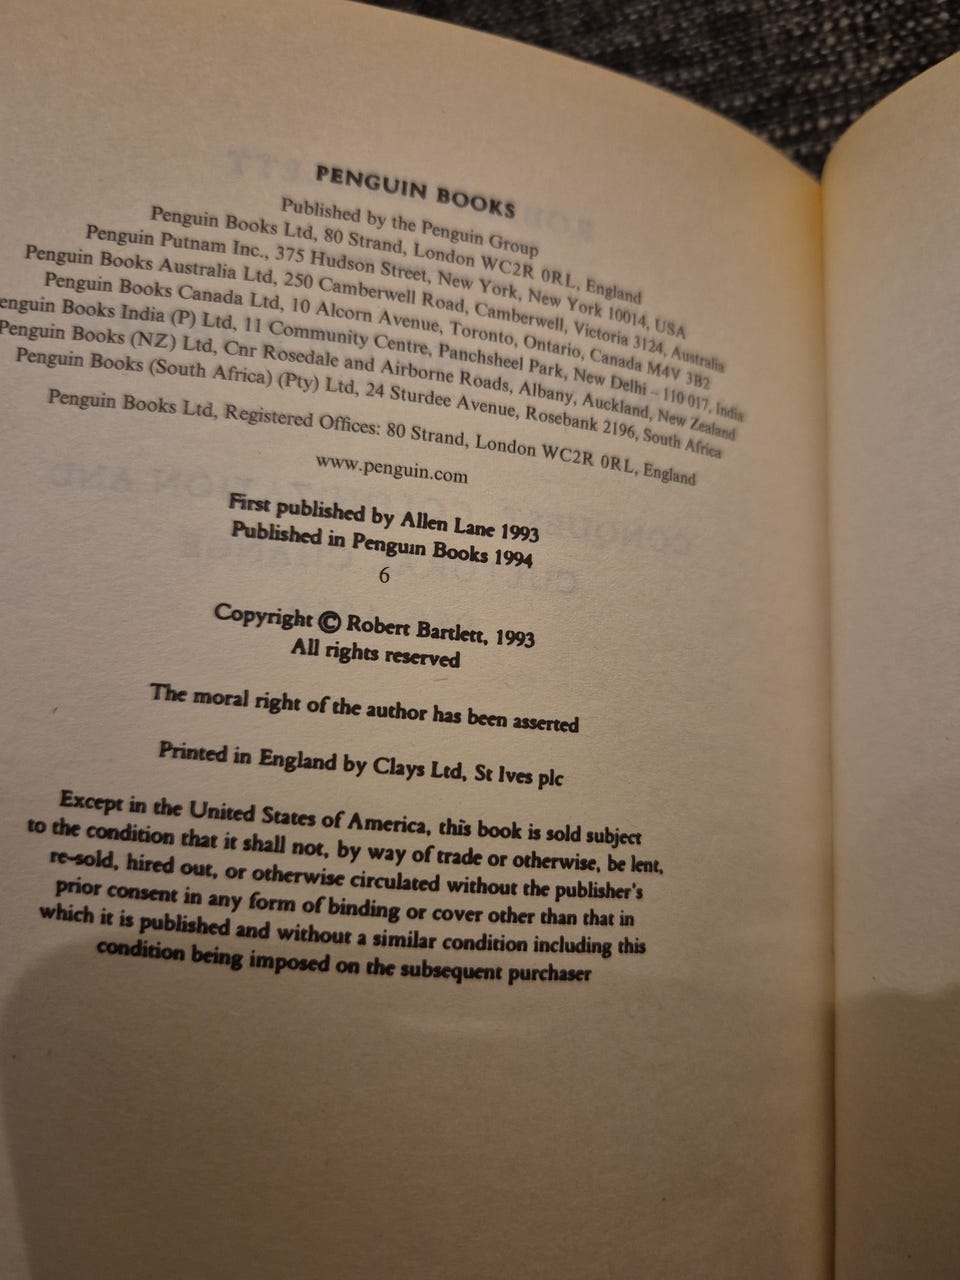 PENGUIN BOOKS
Published by the Penguin Group
Penguin Books Ltd, 80 Strand, London WC2R 0RL, England
Penguin Putnam Inc., 375 Hudson Street, New York, New York 10014, USA
Penguin Books Australia Ltd, 250 Camberwell Road, Camberwell, Victoria 3124, Australia
Penguin Books Canada Ltd, 10 Alcorn Avenue, Toronto, Ontario, Canada M4V 3B2
enguin Books India (P) Ltd, 11 Community Centre, Panchsheel Park, New Delhi – 110 017, India
Penguin Books (NZ) Ltd, Cnr Rosedale and Airborne Roads, Albany, Auckland, New Zealand
Penguin Books (South Africa) (Pty) Ltd, 24 Sturdee Avenue, Rosebank 2196, South Africa
Penguin Books Ltd, Registered Offices: 80 Strand, London WC2R 0RL, England
www.penguin.com
First published by Allen Lane 1993
Published in Penguin Books 1994
6
Copyright © Robert Bartlett, 1993
All rights reserved
The moral right of the author has been asserted
Printed in England by Clays Ltd, St Ives plc
Except in the United States of America, this book is sold subject
to the condition that it shall not, by way of trade or otherwise, be lent,
re-sold, hired out, or otherwise circulated without the publisher's
prior consent in any form of binding or cover other than that in
which it is published and without a similar condition including this
condition being imposed on the subsequent purchaser